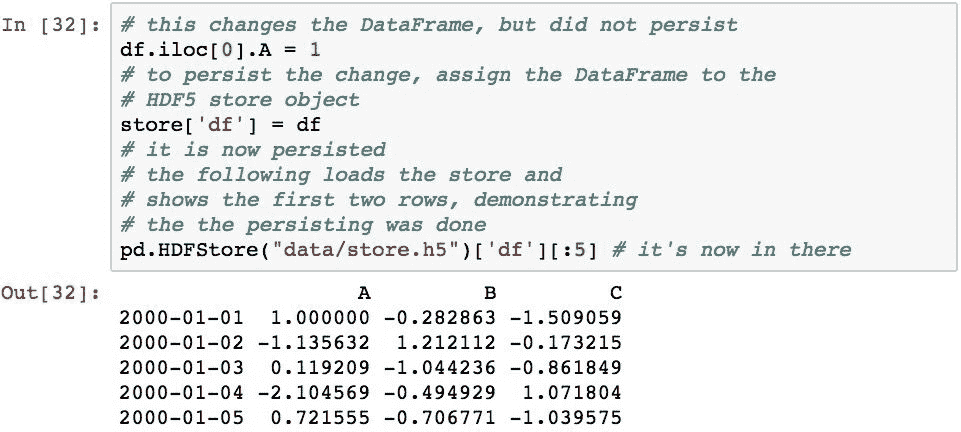 In [32]: # this changes the DataFrame, but did not persist
df.iloc[0].A = 1
# to persist the change, assign the DataFrame to the
# HDF5 store object
store['df'] = df
# it is now persisted
# the following loads the store and
# shows the first two rows, demonstrating
# the the persisting was done
pd.HDFStore("data/store.h5")['df'][:5] # it's now in there
Out[32]: A B C
2000-01-01 1.000000 -0.282863 -1.509059
2000-01-02 -1.135632 1.212112 -0.173215
2000-01-03 0.119209 -1.044236 -0.861849
2000-01-04 -2.104569 -0.494929 1.071804
2000-01-05 0.721555 -0.706771 -1.039575